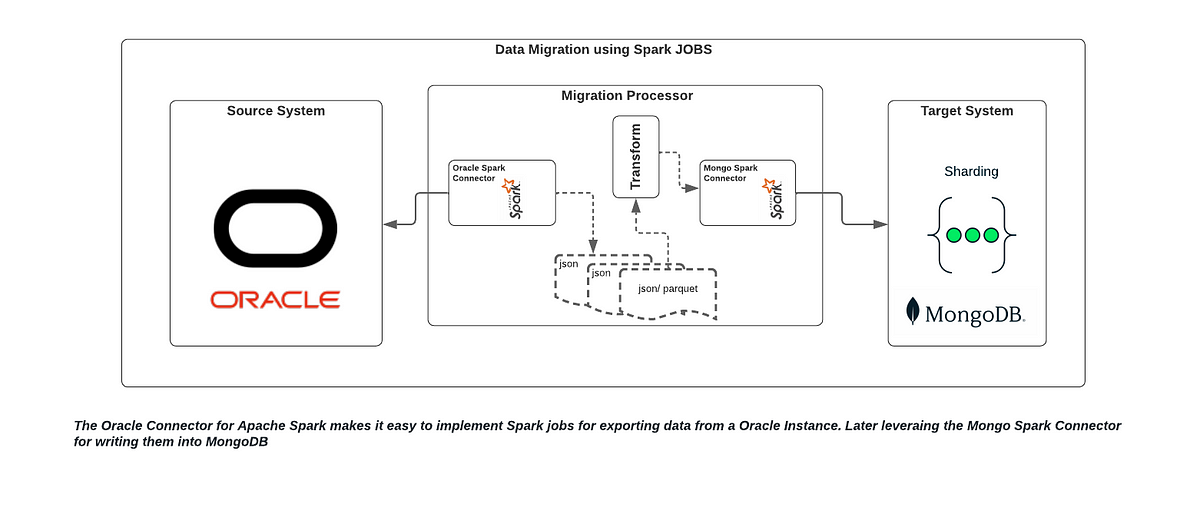 Data Migration using Spark JOBS
Source System
ORACLE
Migration Processor
Oracle Spark
Connector
APACHE
Spark
Transform
Mongo Spark
Connector
APACHE
Spark
json
json
json/ parquet
Target System
Sharding
MongoDB®
The Oracle Connector for Apache Spark makes it easy to implement Spark jobs for exporting data from a Oracle Instance. Later leveraing the Mongo Spark Connector
for writing them into MongoDB